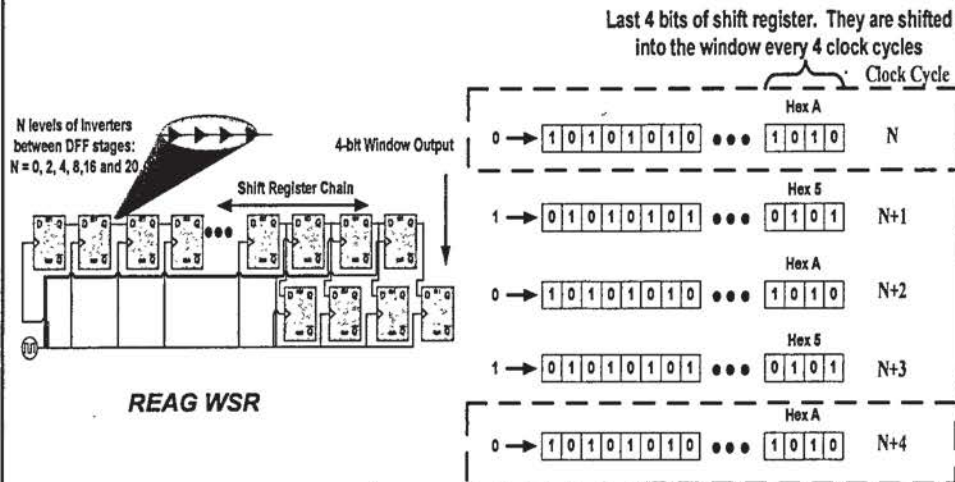 Last 4 bits of shift register. They are shifted
into the window every 4 clock cycles
Clock Cycle
N levels of Inverters
between DFF stages:
N = 0, 2, 4, 8,16 and 20
4-bit Window Output
Shift Register Chain
D Q D Q D Q D Q D Q D Q D Q D Q
D Q D Q D Q D Q
REAG WSR
Hex A
0 1 0 1 0 1 0 1 0 1 0 1 0 N
Hex 5
1 0 1 0 1 0 1 0 1 0 1 0 1 N+1
Hex A
0 1 0 1 0 1 0 1 0 1 0 1 0 N+2
Hex 5
1 0 1 0 1 0 1 0 1 0 1 0 1 N+3
Hex A
0 1 0 1 0 1 0 1 0 1 0 1 0 N+4